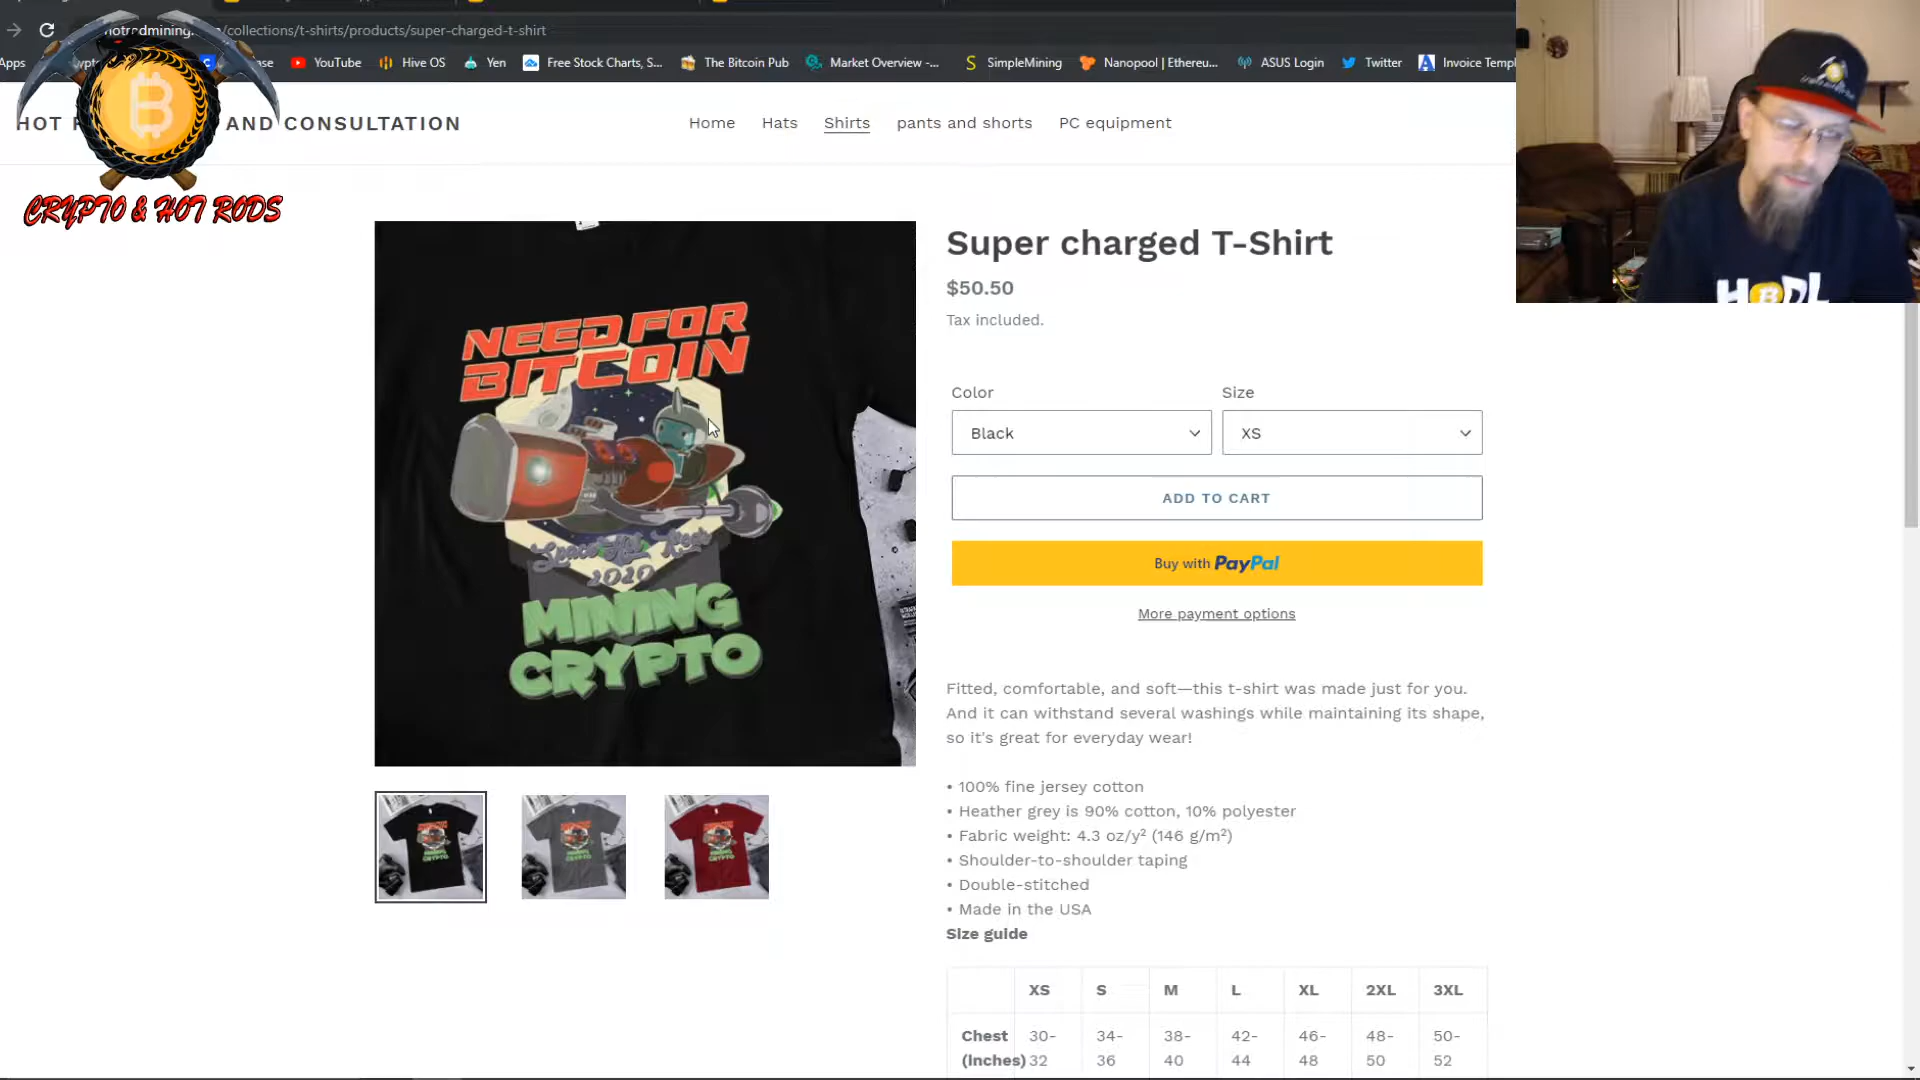 /collections/t-shirts/products/super-charged-t-shirt
Apps
YouTube
Hive OS
Yen
Free Stock Charts, S...
The Bitcoin Pub
Market Overview -...
SimpleMining
Nanopool | Ethereu...
ASUS Login
Twitter
Invoice Templ
HOT
AND CONSULTATION
CRYPTO & HOT RODS
Home
Hats
Shirts
pants and shorts
PC equipment
HODL
Super charged T-Shirt
$50.50
Tax included.
Color
Size
Black
XS
ADD TO CART
Buy with PayPal
More payment options
NEED FOR
BITCOIN
2020
MINING
CRYPTO
Fitted, comfortable, and soft—this t-shirt was made just for you.
And it can withstand several washings while maintaining its shape,
so it's great for everyday wear!
• 100% fine jersey cotton
• Heather grey is 90% cotton, 10% polyester
• Fabric weight: 4.3 oz/y² (146 g/m²)
• Shoulder-to-shoulder taping
• Double-stitched
• Made in the USA
Size guide
XS S M L XL 2XL 3XL
Chest 30- 34- 38- 42- 46- 48- 50-
(Inches) 32 36 40 44 48 50 52